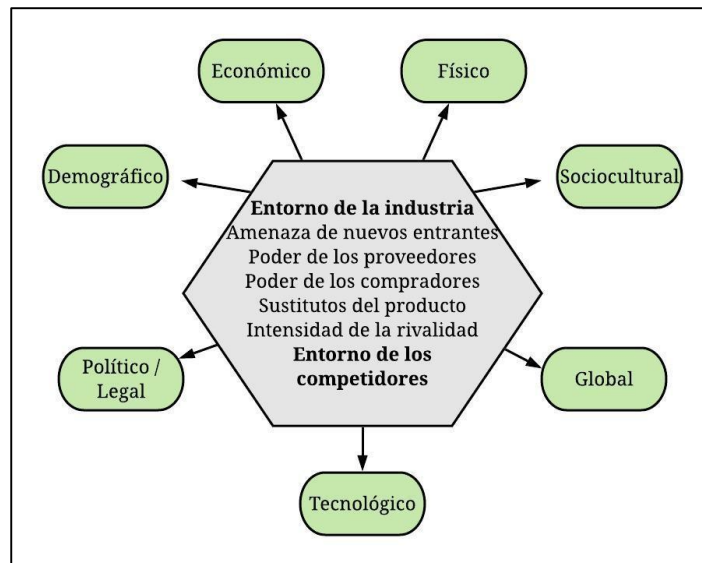 Económico
Físico
Demográfico
Sociocultural
Entorno de la industria
Amenaza de nuevos entrantes
Poder de los proveedores
Poder de los compradores
Sustitutos del producto
Intensidad de la rivalidad
Entorno de los
competidores
Político /
Legal
Global
Tecnológico